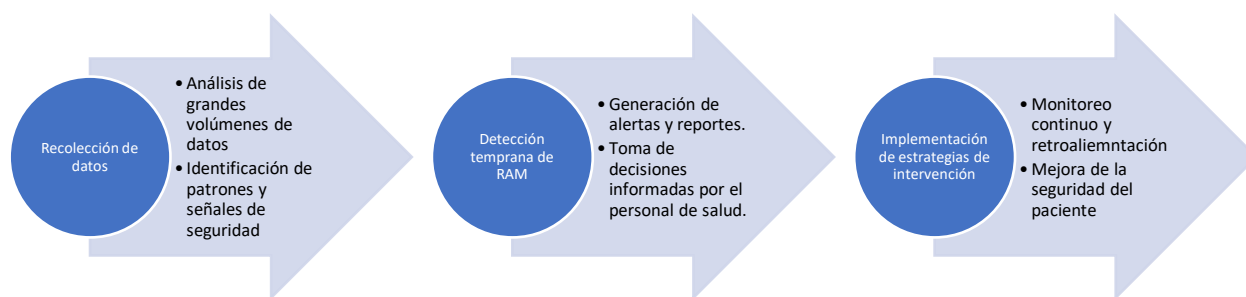 Recolección de
datos
• Análisis de
grandes
volúmenes de
datos
• Identificación de
patrones y
señales de
seguridad
Detección
temprana de
RAM
• Generación de
alertas y reportes.
• Toma de
decisiones
informadas por el
personal de salud.
Implementación
de estrategias de
intervención
• Monitoreo
continuo y
retroaliemntación
• Mejora de la
seguridad del
paciente